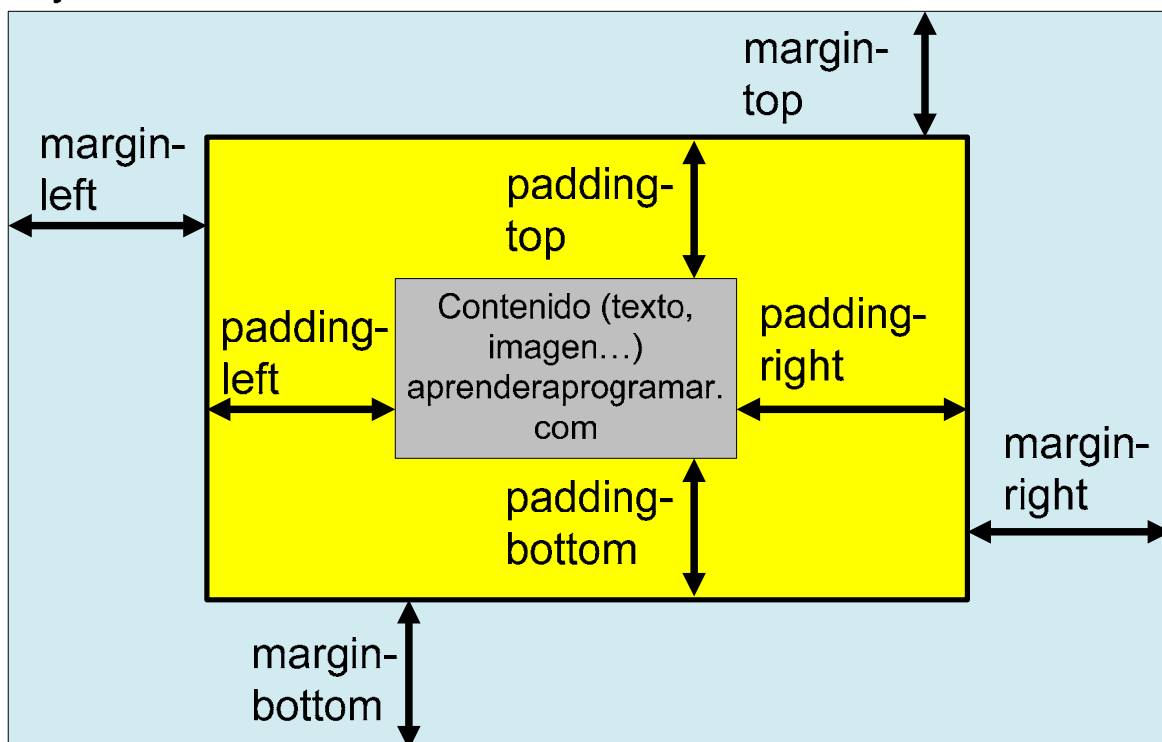 margin-
top
margin-
left
padding-
top
Contenido (texto,
imagen…)
aprenderaprogramar.
com
padding-
left
padding-
right
margin-
right
padding-
bottom
margin-
bottom